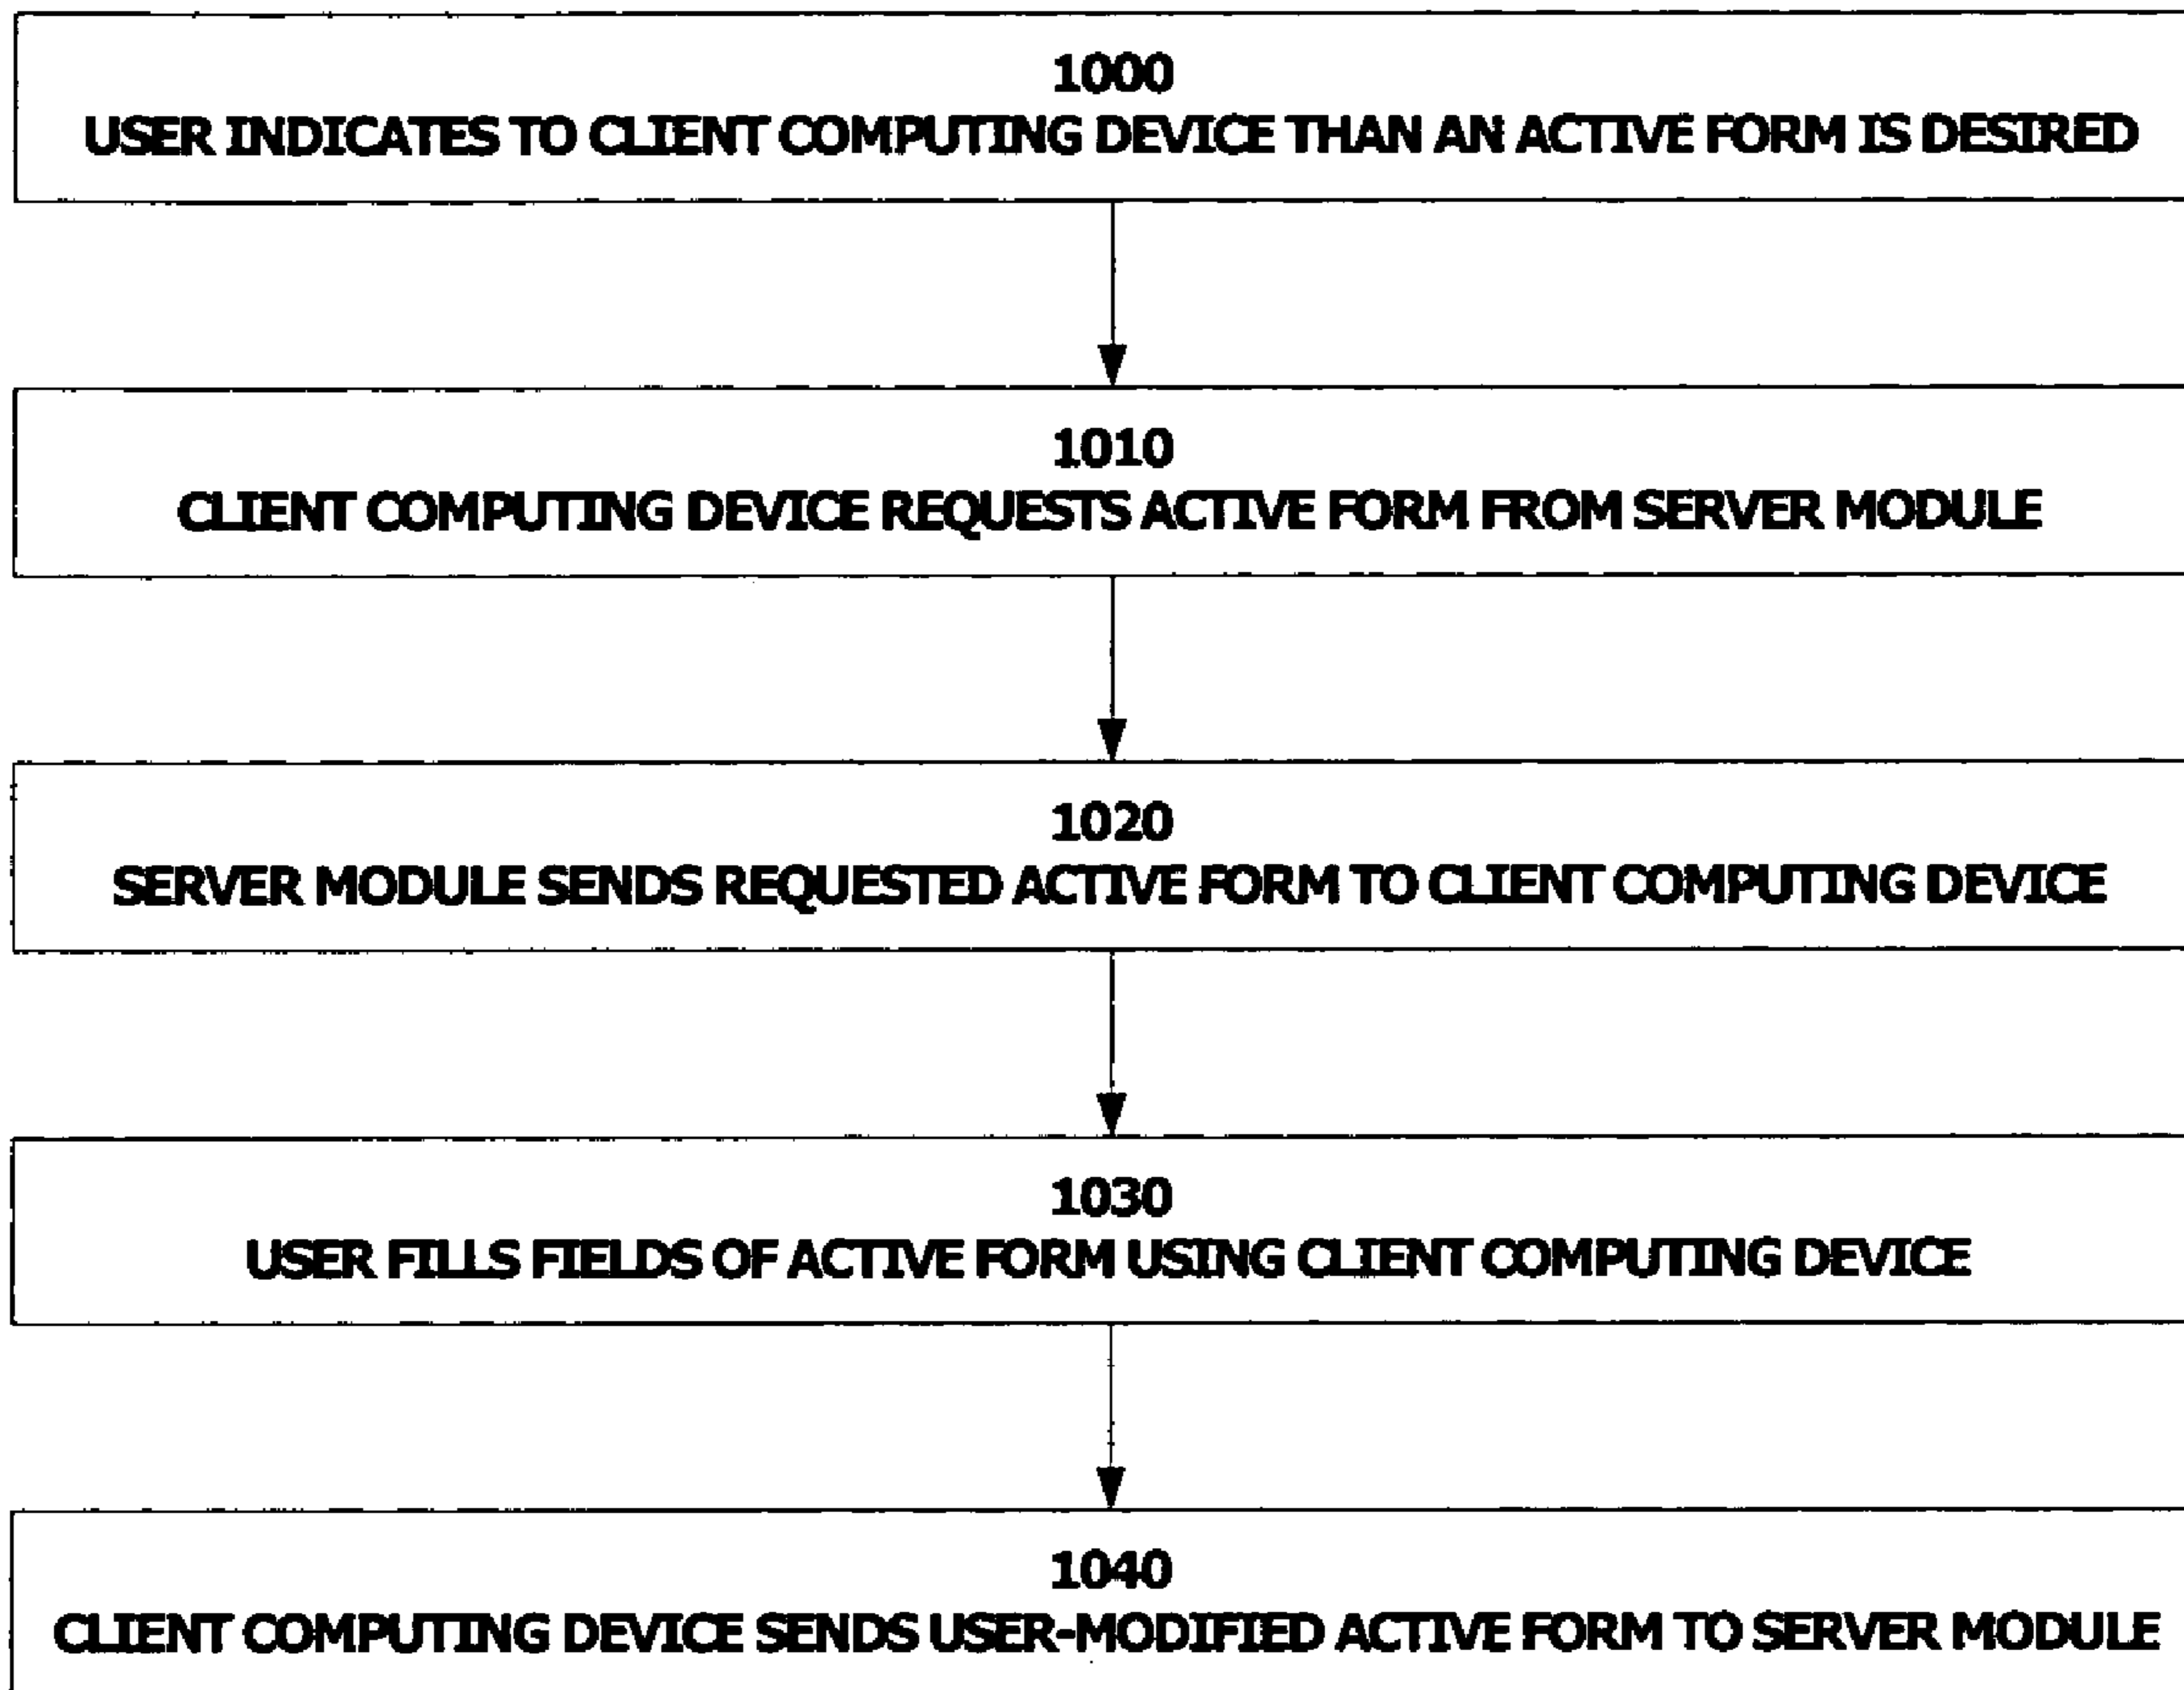 1000
USER INDICATES TO CLIENT COMPUTING DEVICE THAN AN ACTIVE FORM IS DESIRED
1010
CLIENT COMPUTING DEVICE REQUESTS ACTIVE FORM FROM SERVER MODULE
1020
SERVER MODULE SENDS REQUESTED ACTIVE FORM TO CLIENT COMPUTING DEVICE
1030
USER FILLS FIELDS OF ACTIVE FORM USING CLIENT COMPUTING DEVICE
1040
CLIENT COMPUTING DEVICE SENDS USER-MODIFIED ACTIVE FORM TO SERVER MODULE